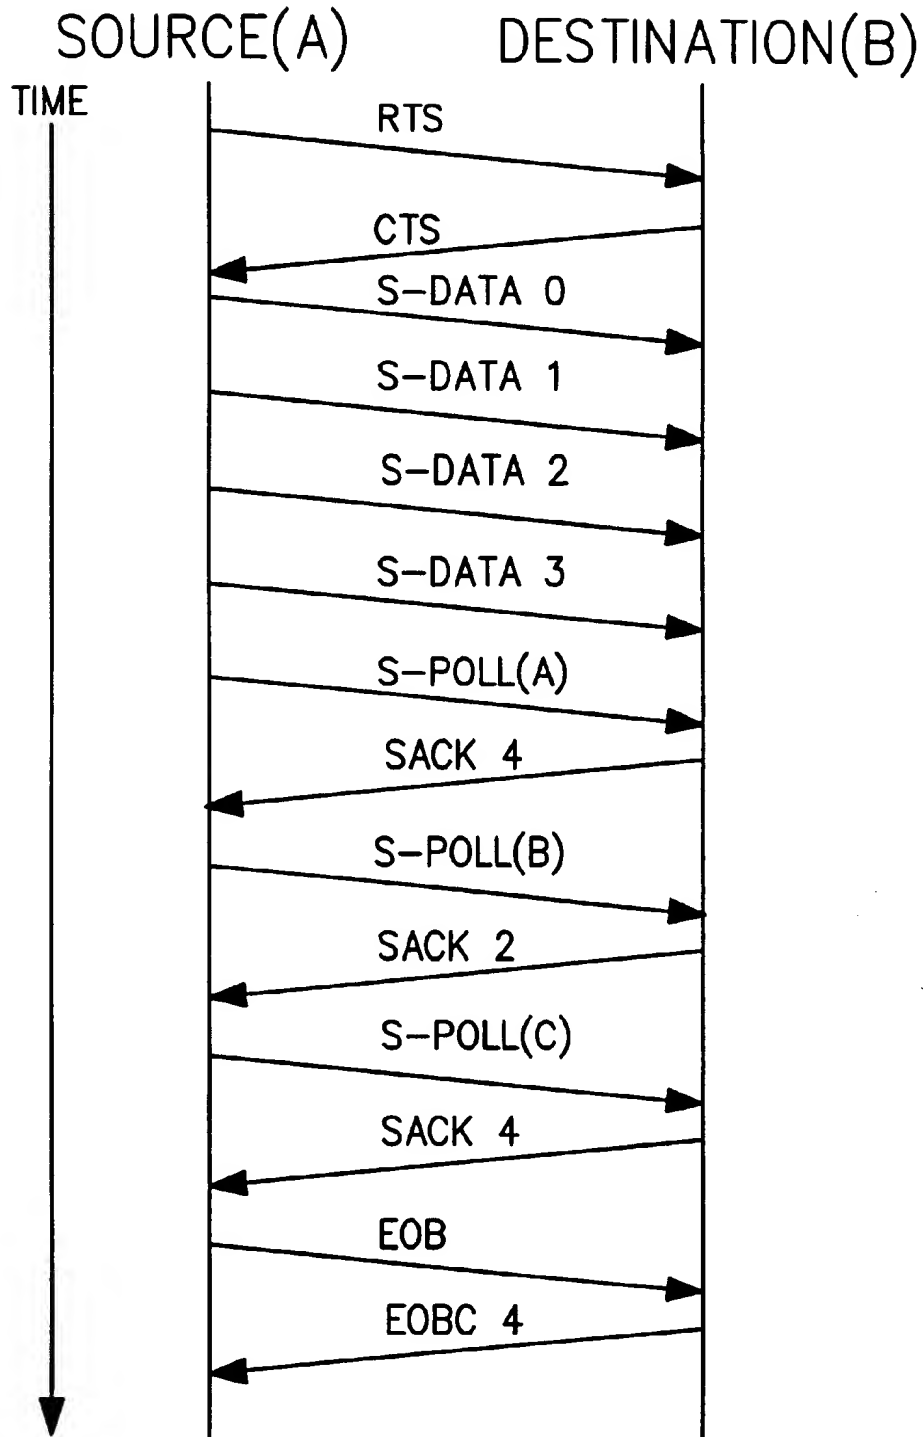 SOURCE(A) DESTINATION(B)
TIME
RTS
CTS
S-DATA 0
S-DATA 1
S-DATA 2
S-DATA 3
S-POLL(A)
SACK 4
S-POLL(B)
SACK 2
S-POLL(C)
SACK 4
EOB
EOBC 4